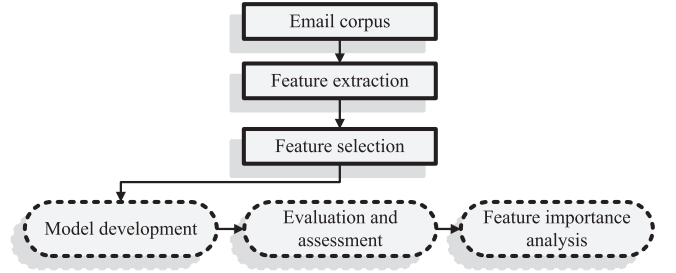 Email corpus
Feature extraction
Feature selection
Model development
Evaluation and
assessment
Feature importance
analysis